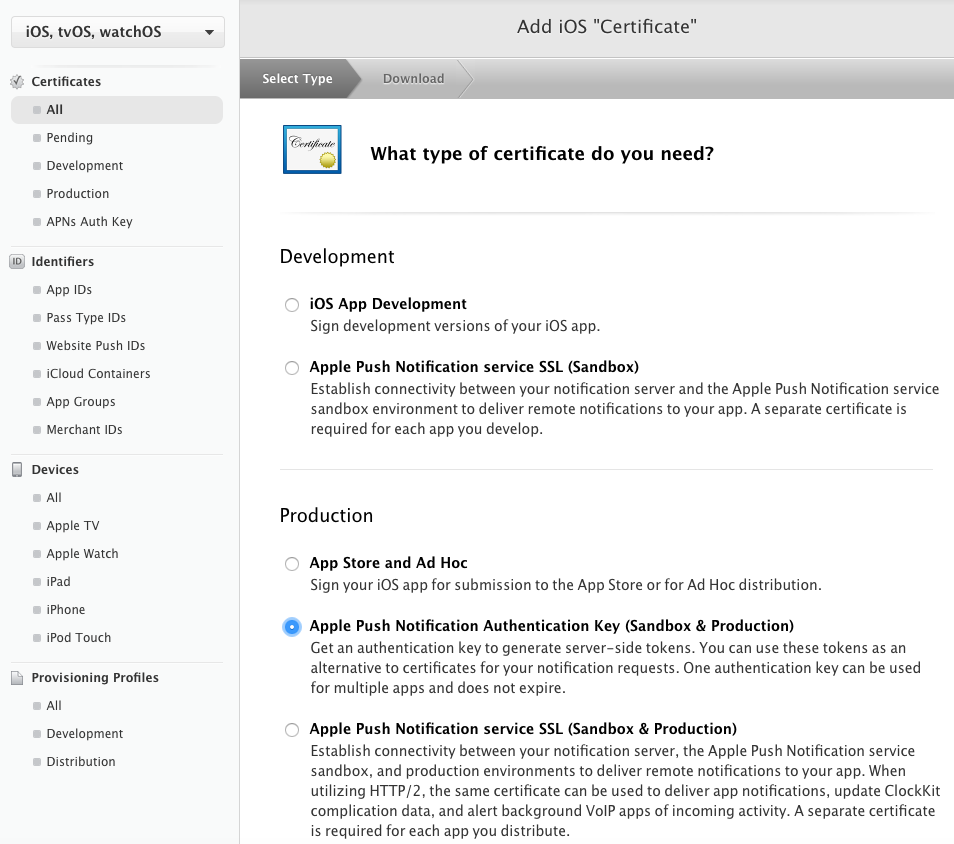 iOS, tvOS, watchOS
Certificates
All
Pending
Development
Production
APNs Auth Key
ID
Identifiers
App IDs
Pass Type IDs
Website Push IDs
iCloud Containers
App Groups
Merchant IDs
Devices
All
Apple TV
Apple Watch
iPad
iPhone
iPod Touch
Provisioning Profiles
All
Development
Distribution
Add iOS "Certificate"
Select Type
Download
Certificate
What type of certificate do you need?
Development
iOS App Development
Sign development versions of your iOS app.
Apple Push Notification service SSL (Sandbox)
Establish connectivity between your notification server and the Apple Push Notification service
sandbox environment to deliver remote notifications to your app. A separate certificate is
required for each app you develop.
Production
App Store and Ad Hoc
Sign your iOS app for submission to the App Store or for Ad Hoc distribution.
Apple Push Notification Authentication Key (Sandbox & Production)
Get an authentication key to generate server-side tokens. You can use these tokens as an
alternative to certificates for your notification requests. One authentication key can be used
for multiple apps and does not expire.
Apple Push Notification service SSL (Sandbox & Production)
Establish connectivity between your notification server, the Apple Push Notification service
sandbox, and production environments to deliver remote notifications to your app. When
utilizing HTTP/2, the same certificate can be used to deliver app notifications, update ClockKit
complication data, and alert background VoIP apps of incoming activity. A separate certificate
is required for each app you distribute.